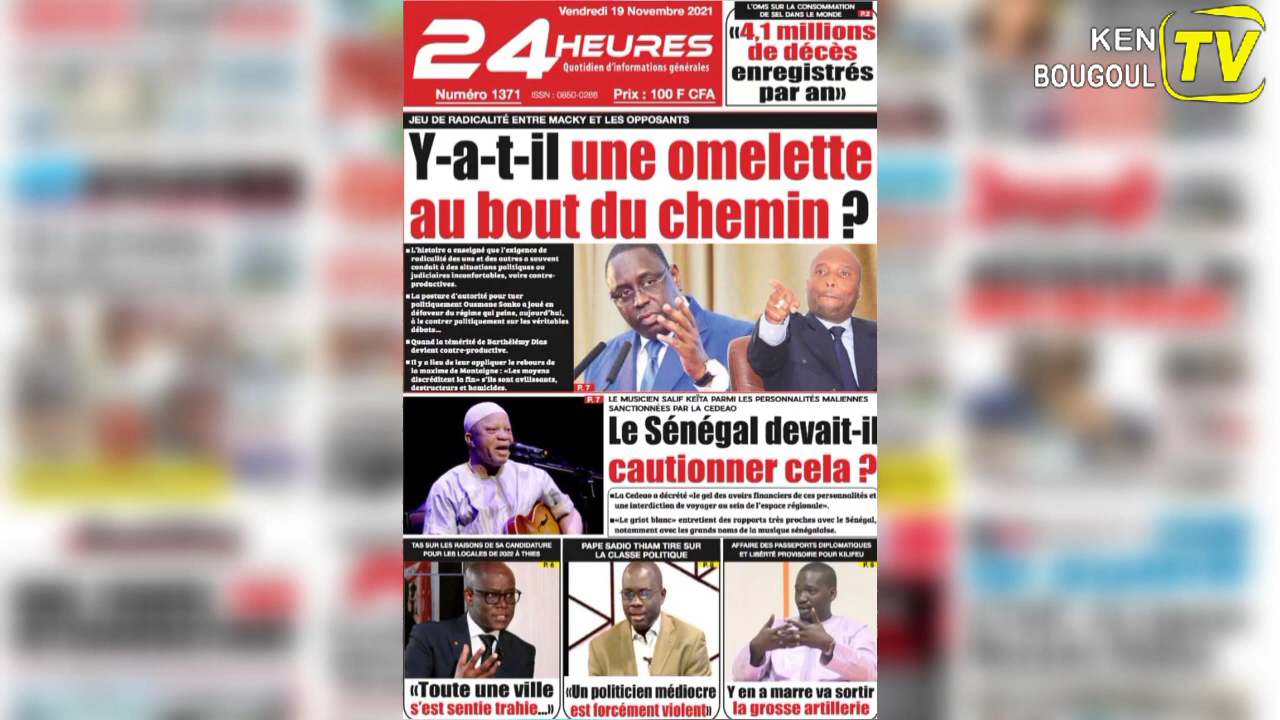 Vendredi 19 Novembre 2021
24 HEURES
Quotidien d'informations générales
Numéro 1371 ISSN : 0850-0268 Prix : 100 F CFA
L'OMS SUR LA CONSOMMATION
DE SEL DANS LE MONDE P.2
«4,1 millions
de décès
enregistrés
par an»
KEN
BOUGOUL
TV
JEU DE RADICALITÉ ENTRE MACKY ET LES OPPOSANTS
Y-a-t-il une omelette
au bout du chemin ?
L'histoire a enseigné que l'exigence de
radicalité des uns et des autres a souvent
conduit à des situations politiques ou
judiciaires inconfortables, voire contre-
productives.
La posture d'autorité pour tuer
politiquement Ousmane Sonko a joué en
défaveur du régime qui peine, aujourd'hui,
à le contrer politiquement sur les véritables
débats...
Quand la témérité de Barthélémy Dias
devient contre-productive.
Il y a lieu de leur appliquer le rebours de
la maxime de Montaigne : «Les moyens
discréditent la fin» s'ils sont avilissants,
destructeurs et homicides.
P. 7
P. 7
LE MUSICIEN SALIF KEÏTA PARMI LES PERSONNALITÉS MALIENNES
SANCTIONNÉES PAR LA CEDEAO
Le Sénégal devait-il
cautionner cela ?
La Cedeao a décrété «le gel des avoirs financiers de ces personnalités et
une interdiction de voyager au sein de l'espace régionale».
«Le griot blanc» entretient des rapports très proches avec le Sénégal,
notamment avec les grands noms de la musique sénégalaise.
TAS SUR LES RAISONS DE SA CANDIDATURE
POUR LES LOCALES DE 2022 À THIES
P. 6
«Toute une ville
s'est sentie trahie...»
PAPE SADIO THIAM TIRE SUR
LA CLASSE POLITIQUE
«Un politicien médiocre
est forcément violent»
AFFAIRE DES PASSEPORTS DIPLOMATIQUES
ET LIBERTÉ PROVISOIRE POUR KILIFEU
P. 6
Y en a marre va sortir
la grosse artillerie